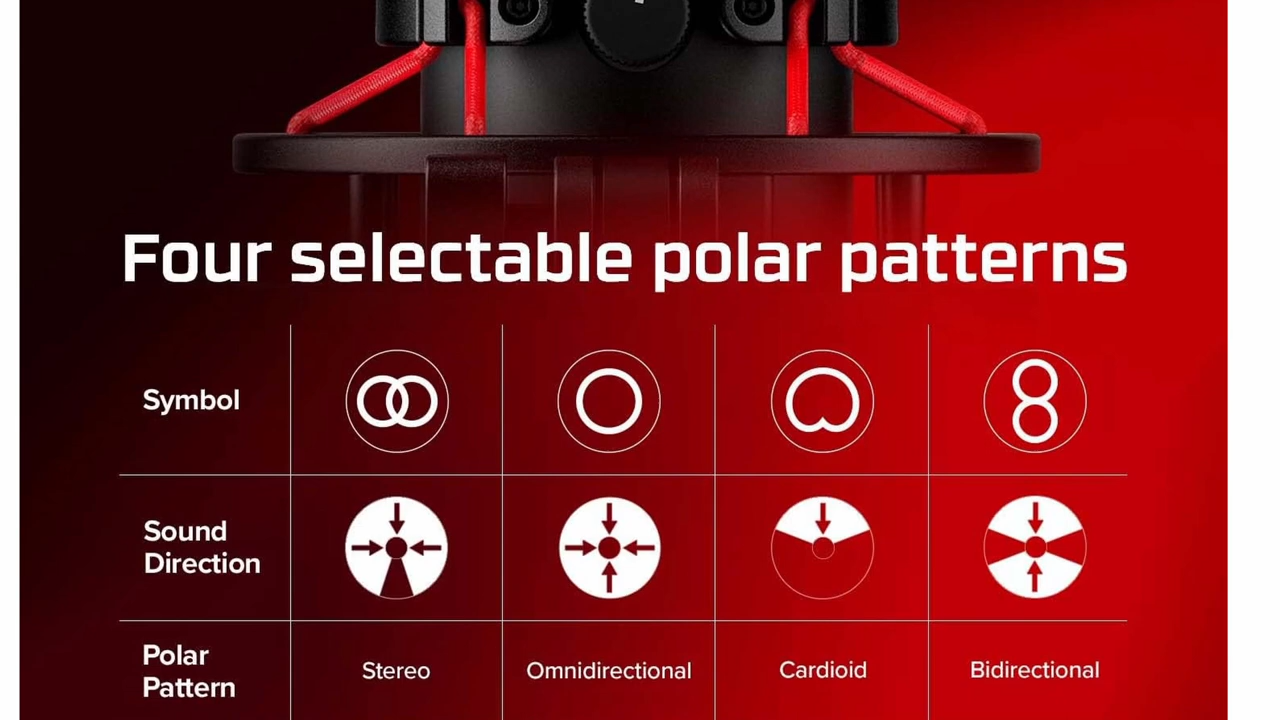 Four selectable polar patterns
Symbol
Sound
Direction
Polar
Pattern
Stereo
Omnidirectional
Cardioid
Bidirectional